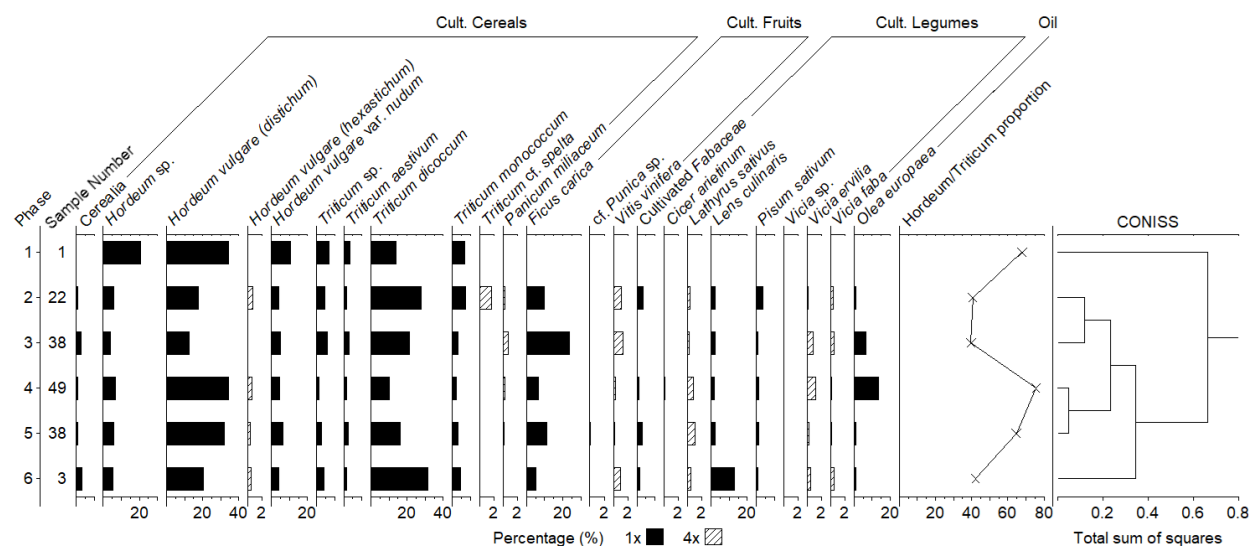 Cult. Cereals
Cult. Fruits
Cult. Legumes
Oil
Phase
Sample Number
Cerealia
Hordeum sp.
Hordeum vulgare (distichum)
Hordeum vulgare (hexastichum)
Hordeum vulgare var. nudum
Triticum sp.
Triticum aestivum
Triticum dicoccum
Triticum monococcum
Triticum cf. spelta
Panicum miliaceum
Ficus carica
cf. Punica sp.
Vitis vinifera
Cultivated Fabaceae
Cicer arietinum
Lathyrus sativus
Lens culinaris
Pisum sativum
Vicia sp.
Vicia ervilia
Vicia faba
Olea europaea
Hordeum/Triticum proportion
CONISS
1 1
2 22
3 38
4 49
5 38
6 3
20 20 40 2 20 20 20 20 40 20 2 2 20 2 2 20 2 2 20 20 2 2 2 20 20 40 60 80 0.2 0.4 0.6 0.8
Percentage (%) 1x 4x
Total sum of squares